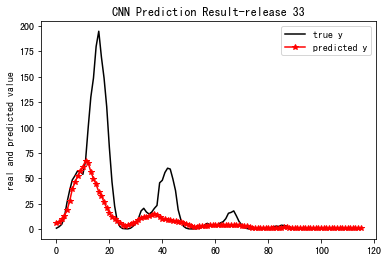 CNN Prediction Result-release 33
true y
predicted y
real and predicted value
200
175
150
125
100
75
50
25
0
0 20 40 60 80 100 120